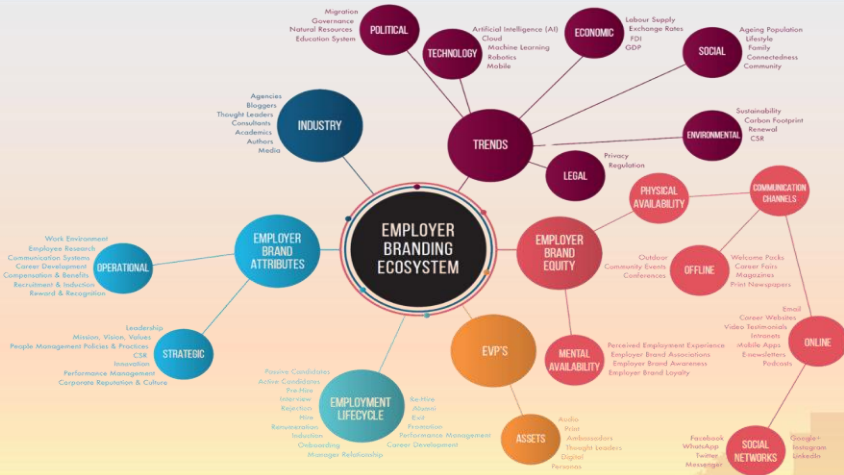 Migration
Governance
Natural Resources
Education System
POLITICAL
TECHNOLOGY
Artificial Intelligence (AI)
Cloud
Machine Learning
Robotics
Mobile
ECONOMIC
Labour Supply
Exchange Rates
FDI
GDP
SOCIAL
Ageing Population
Lifestyle
Family
Connectedness
Community
Agencies
Bloggers
Thought Leaders
Consultants
Academics
Authors
Media
INDUSTRY
TRENDS
ENVIRONMENTAL
Sustainability
Carbon Footprint
Renewal
CSR
LEGAL
Privacy
Regulation
EMPLOYER
BRANDING
ECOSYSTEM
PHYSICAL
AVAILABILITY
COMMUNICATION
CHANNELS
Work Environment
Employee Research
Communication Systems
Career Development
Compensation & Benefits
Recruitment & Induction
Reward & Recognition
OPERATIONAL
EMPLOYER
BRAND
ATTRIBUTES
EMPLOYER
BRAND
EQUITY
Outdoor
Community Events
Conferences
OFFLINE
Welcome Packs
Career Fairs
Magazines
Print Newspapers
Leadership
Mission, Vision, Values
People Management Policies & Practices
CSR
Innovation
Performance Management
Corporate Reputation & Culture
STRATEGIC
EVP'S
MENTAL
AVAILABILITY
Perceived Employment Experience
Employer Brand Associations
Employer Brand Awareness
Employer Brand Loyalty
Email
Career Websites
Video Testimonials
Intranets
Mobile Apps
E-newsletters
Podcasts
ONLINE
Passive Candidates
Active Candidates
Pre-Hire
Interview
Rejection
Hire
Remuneration
Induction
Onboarding
Manager Relationship
EMPLOYMENT
LIFECYCLE
Re-Hire
Alumni
Exit
Promotion
Performance Management
Career Development
ASSETS
Audio
Print
Ambassadors
Thought Leaders
Digital
Personas
Facebook
WhatsApp
Twitter
Messenger
SOCIAL
NETWORKS
Google+
Instagram
LinkedIn